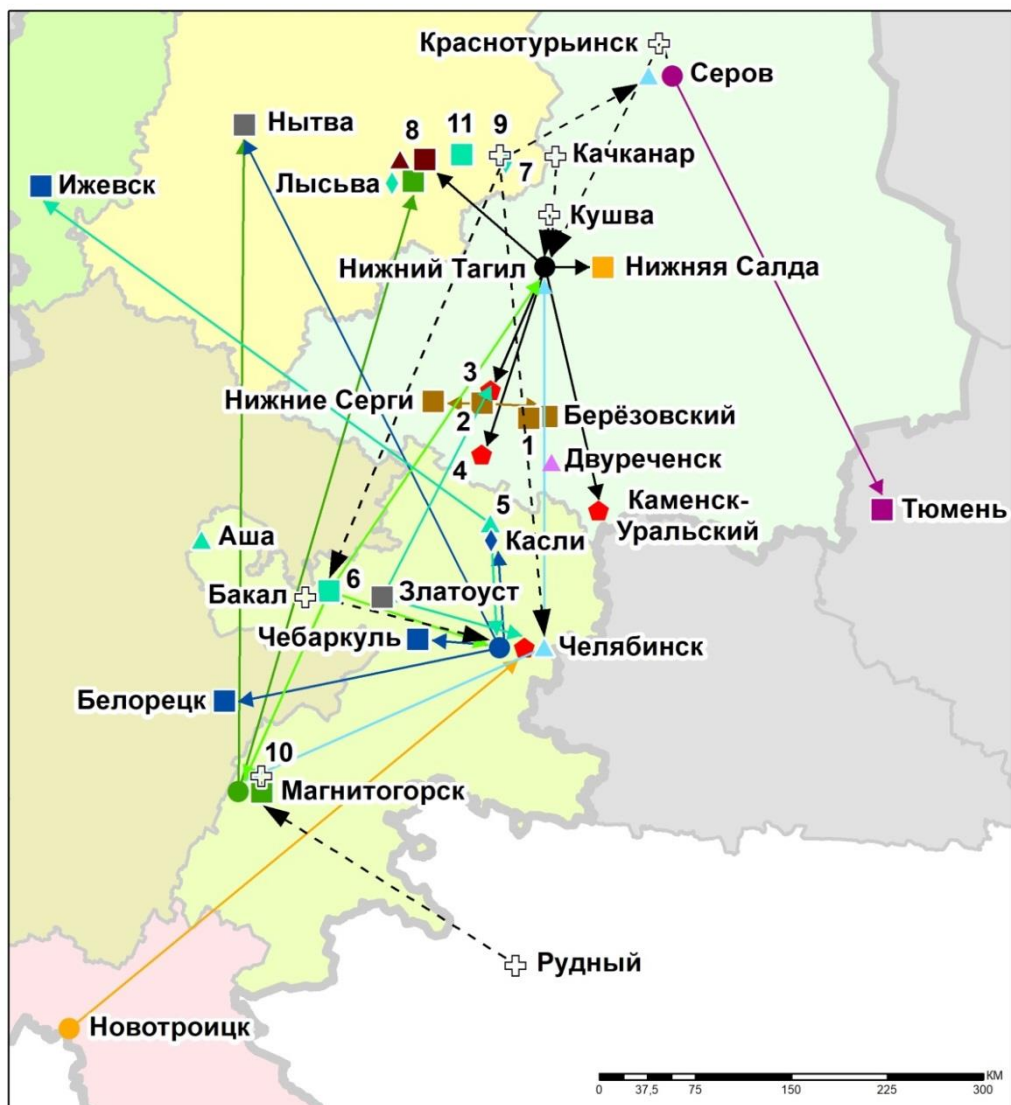 Краснотурьинск
Серов
Нытва
8
11
9
Качканар
Ижевск
Лысьва
7
Кушва
Нижний Тагил
Нижняя Салда
3
Нижние Серги
2
1
Берёзовский
4
Двуреченск
5
Каменск-
Уральский
Тюмень
Аша
Касли
Бакал
6
Златоуст
Чебаркуль
Челябинск
Белорецк
10
Магнитогорск
Рудный
Новотроицк
КМ
0 37,5 75 150 225 300